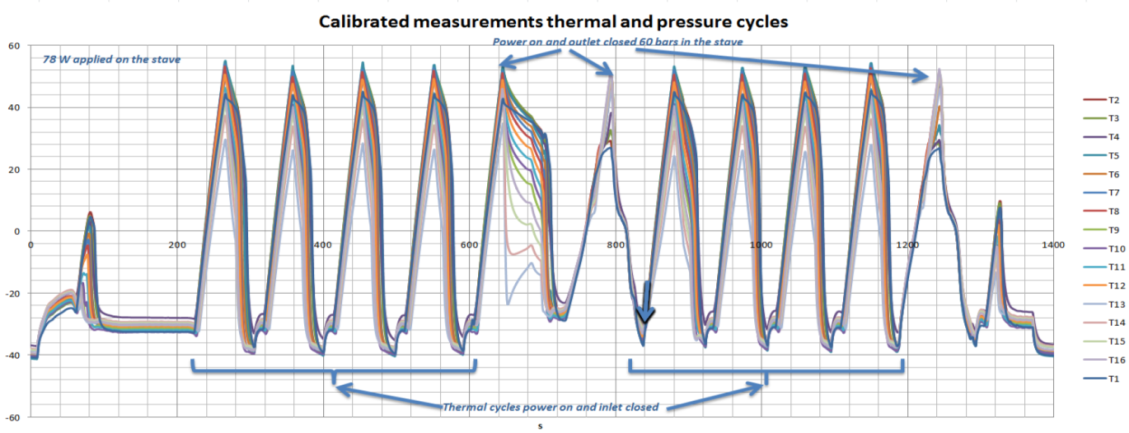 Calibrated measurements thermal and pressure cycles
Power on and outlet closed 60 bars in the stave
78 W applied on the stave
60
40
20
0
-20
-40
-60
0
200
400
600
800
1000
1200
1400
Thermal cycles power on and inlet closed
s
T2
T3
T4
T5
T6
T7
T8
T9
T10
T11
T12
T13
T14
T15
T16
T1